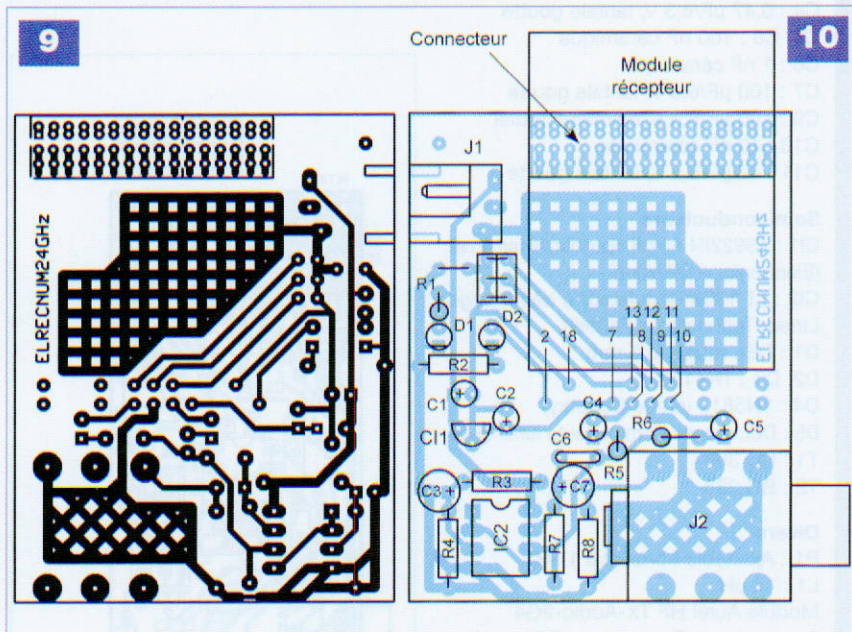 9
10
Connecteur
Module
récepteur
J1
ELRECNUM24GHz
ELRECNUM24GHz
R1
D1
D2
R2
C1
C2
CI1
2
18
7
13
12
11
8
9
10
C4
R6
C5
C6
R5
C3
R3
C7
IC2
R4
R7
R8
J2